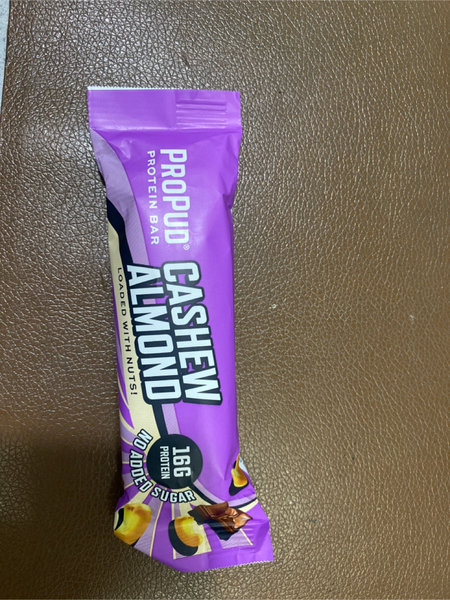 PROPUD®
PROTEIN BAR
CASHEW
ALMOND
LOADED WITH NUTS!
16G
PROTEIN
NO ADDED SUGAR